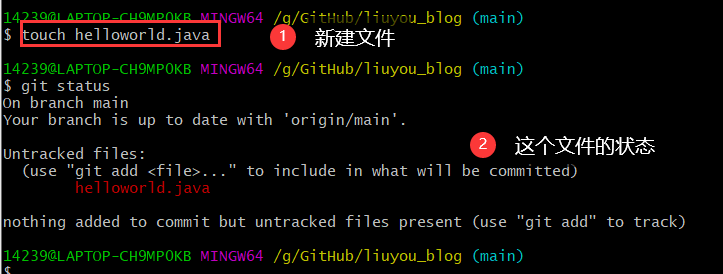 14239@LAPTOP-CH9MPOKB MINGW64 /g/GitHub/liuyou_blog (main)
$ touch helloworld.java
1 新建文件
14239@LAPTOP-CH9MPOKB MINGW64 /g/GitHub/liuyou_blog (main)
$ git status
On branch main
Your branch is up to date with 'origin/main'.
2 这个文件的状态
Untracked files:
(use "git add <file>..." to include in what will be committed)
helloworld.java
nothing added to commit but untracked files present (use "git add" to track)
14239@LAPTOP-CH9MPOKB MINGW64 /g/GitHub/liuyou_blog (main)
$